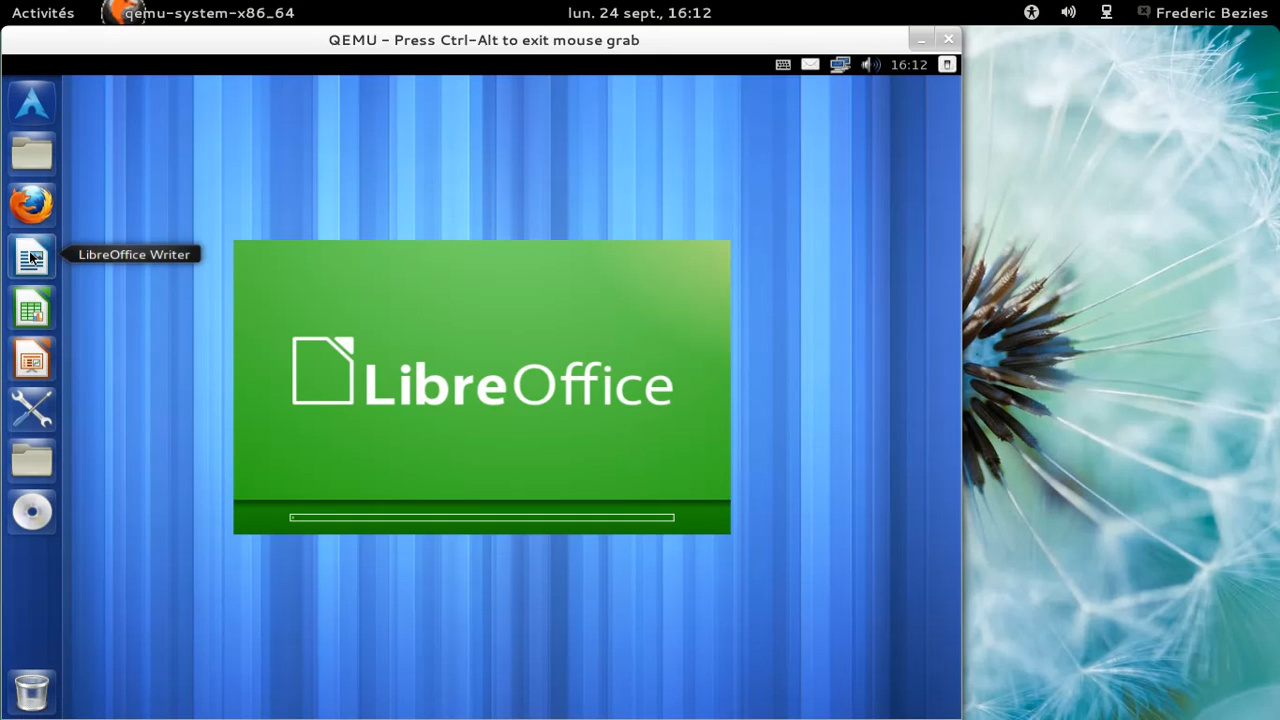 Activités
qemu-system-x86_64
lun. 24 sept., 16:12
Frederic Bezies
QEMU - Press Ctrl-Alt to exit mouse grab
16:12
LibreOffice Writer
LibreOffice